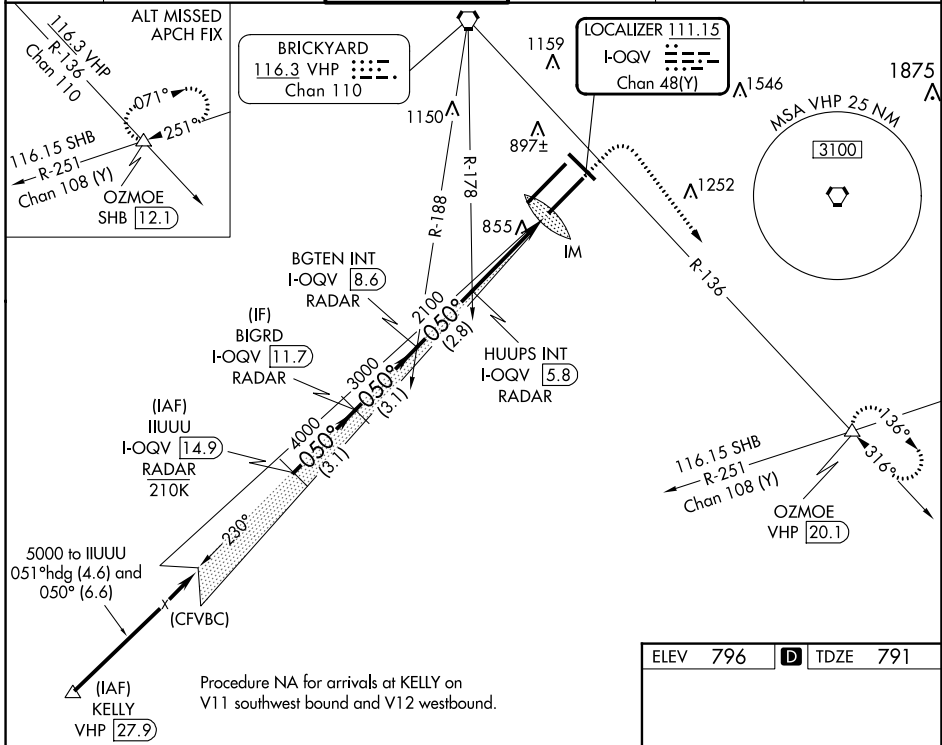 ALT MISSED
APCH FIX
116.3 VHP
R-136
Chan 110
071°
251°
116.15 SHB
R-251
Chan 108 (Y)
OZMOE
SHB 12.1
BRICKYARD
116.3 VHP
Chan 110
LOCALIZER 111.15
I-OQV
Chan 48(Y)
1159
1546
1875
1150
897±
1252
855
MSA VHP 25 NM
3100
R-188
R-178
R-136
IM
BGTEN INT
I-OQV 8.6
RADAR
(IF)
BIGRD
I-OQV 11.7
RADAR
(IAF)
IIUUU
I-OQV 14.9
RADAR
210K
HUUPS INT
I-OQV 5.8
RADAR
2100
050°
(2.8)
3000
050°
(3.1)
4000
050°
(3.1)
230°
5000 to IIUUU
051°hdg (4.6) and
050° (6.6)
X
(CFVBC)
(IAF)
KELLY
VHP 27.9
116.15 SHB
R-251
Chan 108 (Y)
136°
316°
OZMOE
VHP 20.1
Procedure NA for arrivals at KELLY on
V11 southwest bound and V12 westbound.
ELEV 796 D TDZE 791